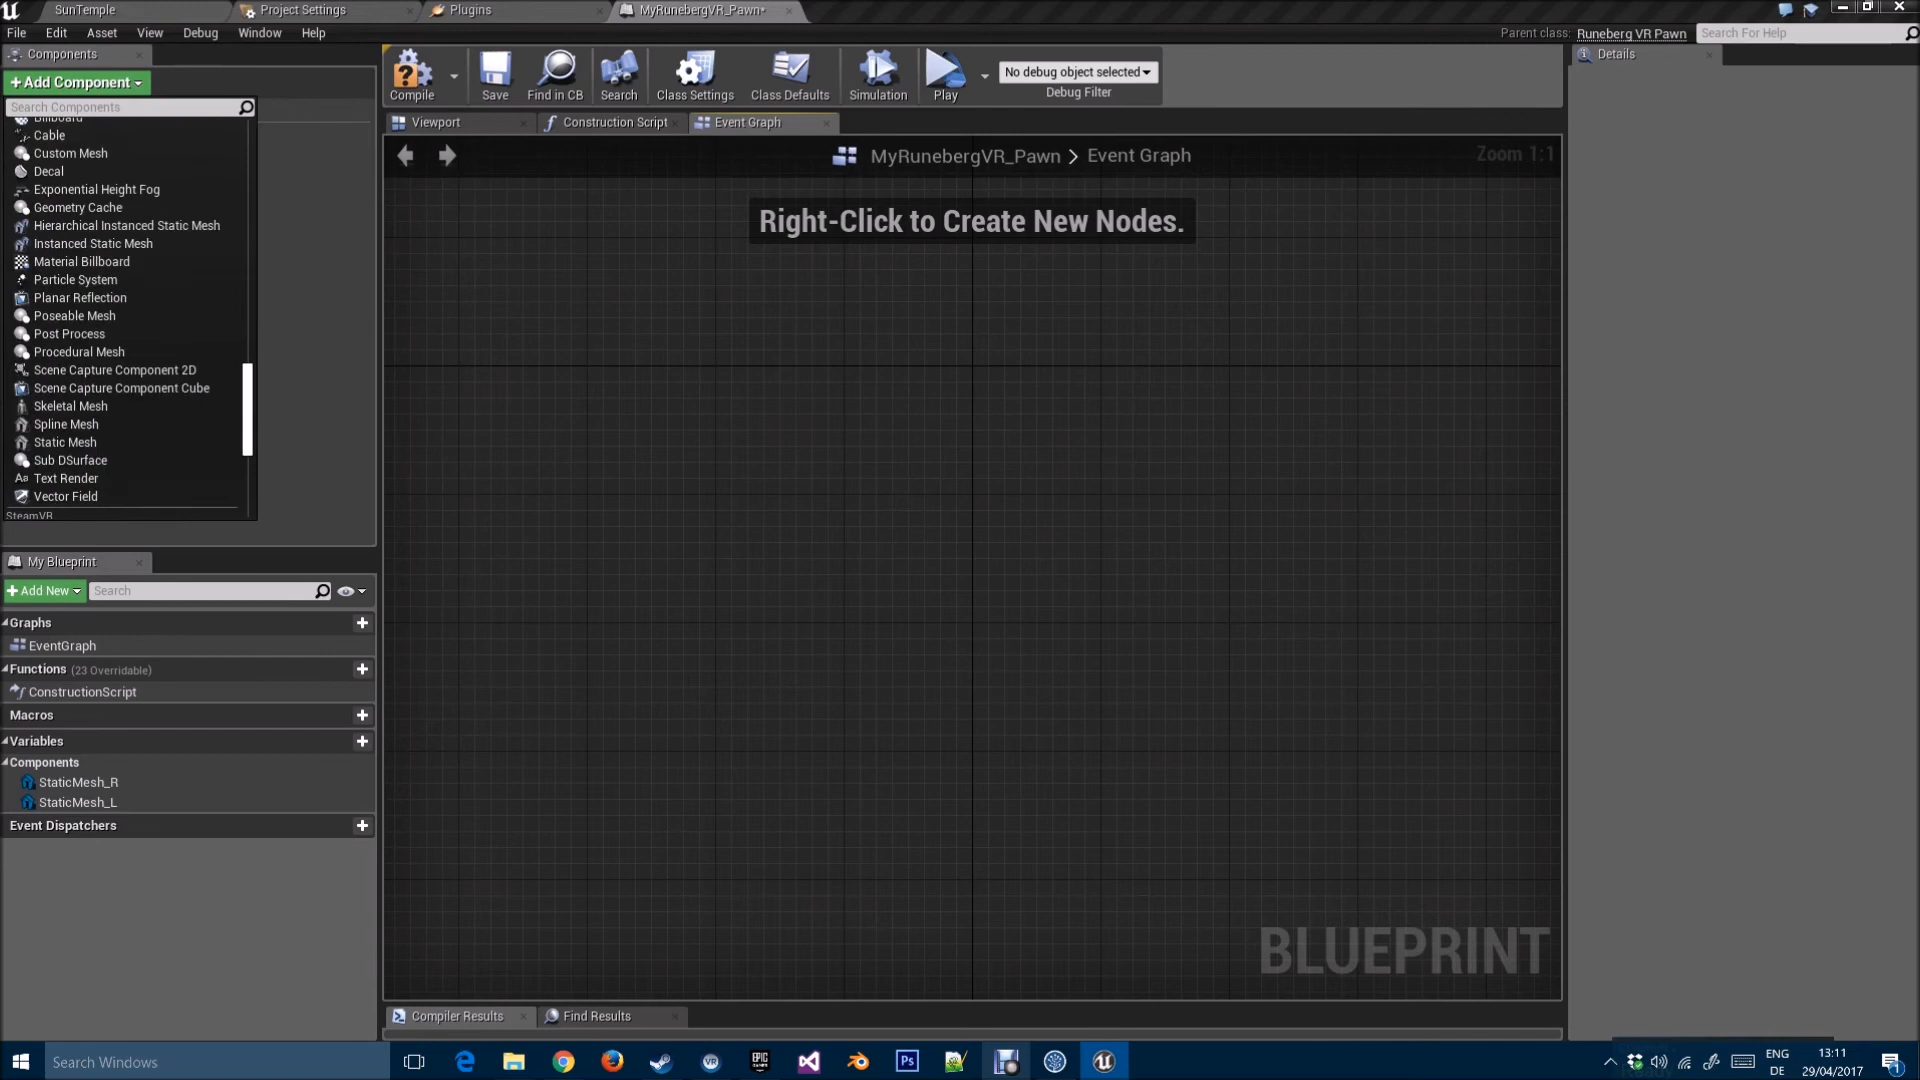 SunTemple
Project Settings
Plugins
MyRunebergVR_Pawn*
File Edit Asset View Debug Window Help
Parent class: Runeberg VR Pawn
Search For Help
Components
+Add Component
Search Components
Billboard
Cable
Custom Mesh
Decal
Exponential Height Fog
Geometry Cache
Hierarchical Instanced Static Mesh
Instanced Static Mesh
Material Billboard
Particle System
Planar Reflection
Poseable Mesh
Post Process
Procedural Mesh
Scene Capture Component 2D
Scene Capture Component Cube
Skeletal Mesh
Spline Mesh
Static Mesh
Sub DSurface
Aa Text Render
Vector Field
SteamVR
Compile
Save
Find in CB
Search
Class Settings
Class Defaults
Simulation
Play
No debug object selected
Debug Filter
Details
Viewport
Construction Script
Event Graph
MyRunebergVR_Pawn > Event Graph
Zoom 1:1
Right-Click to Create New Nodes.
BLUEPRINT
My Blueprint
+Add New
Search
Graphs
EventGraph
Functions (23 Overridable)
ConstructionScript
Macros
Variables
Components
StaticMesh_R
StaticMesh_L
Event Dispatchers
Compiler Results
Find Results
Search Windows
VR
EPIC GAMES
Ps
ENG
DE
13:11
29/04/2017
1